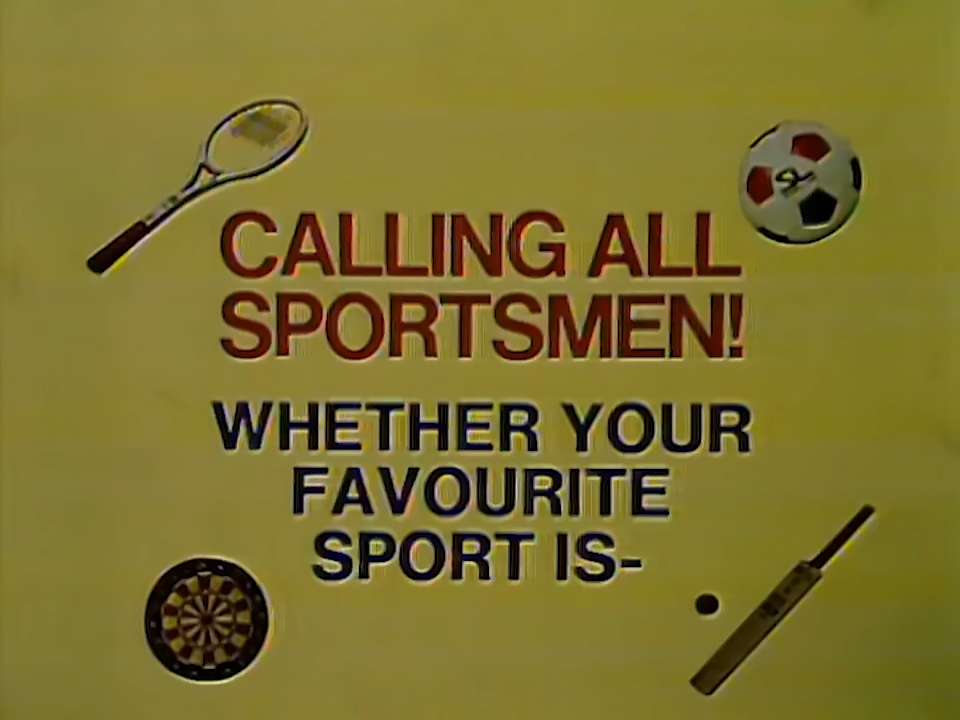 CALLING ALL
SPORTSMEN!
WHETHER YOUR
FAVOURITE
SPORT IS-